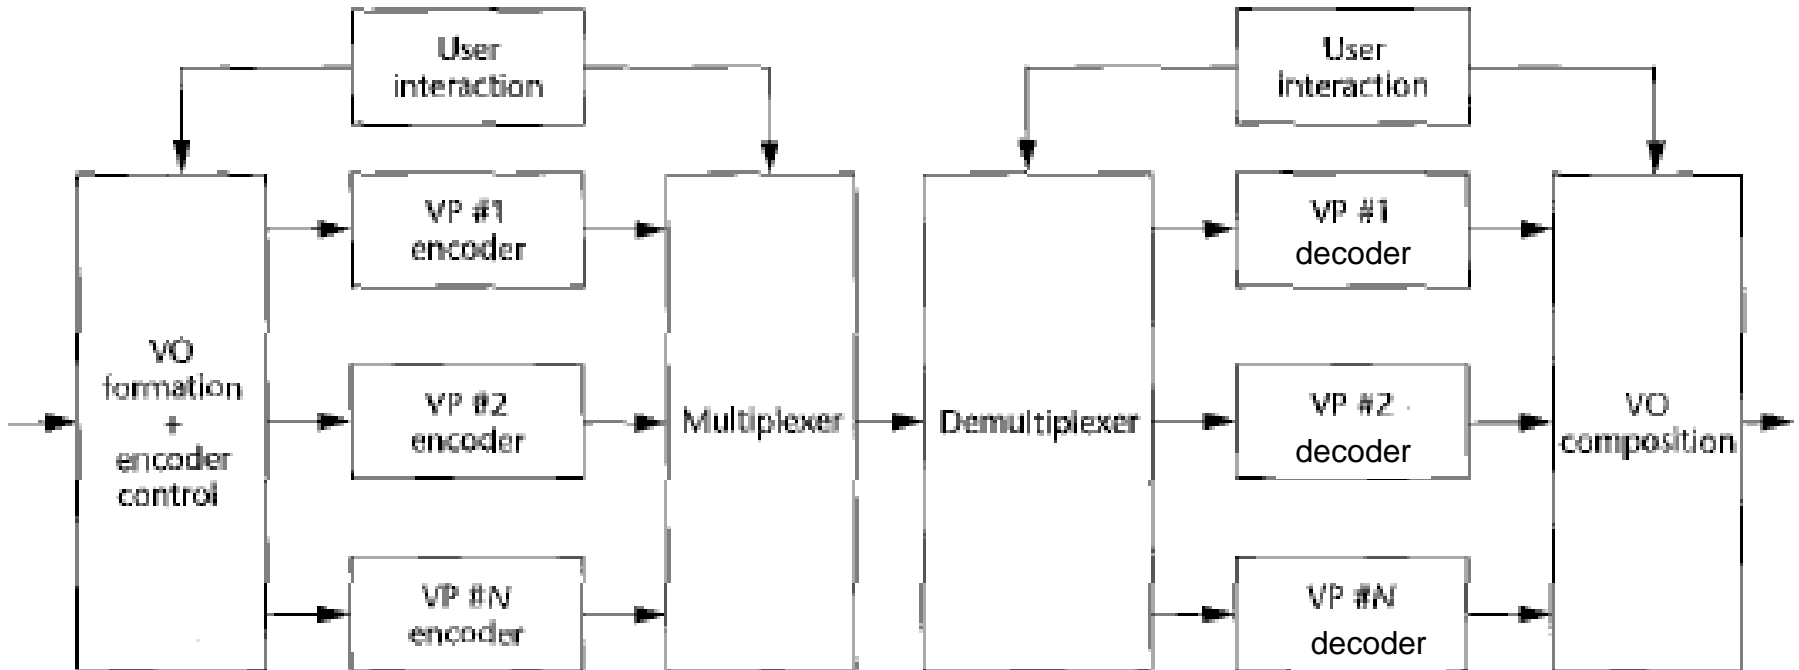 User
interaction
User
interaction
VO
formation
+
encoder
control
VP #1
encoder
VP #2
encoder
VP #N
encoder
Multiplexer
Demultiplexer
VP #1
decoder
VP #2
decoder
VP #N
decoder
VO
composition